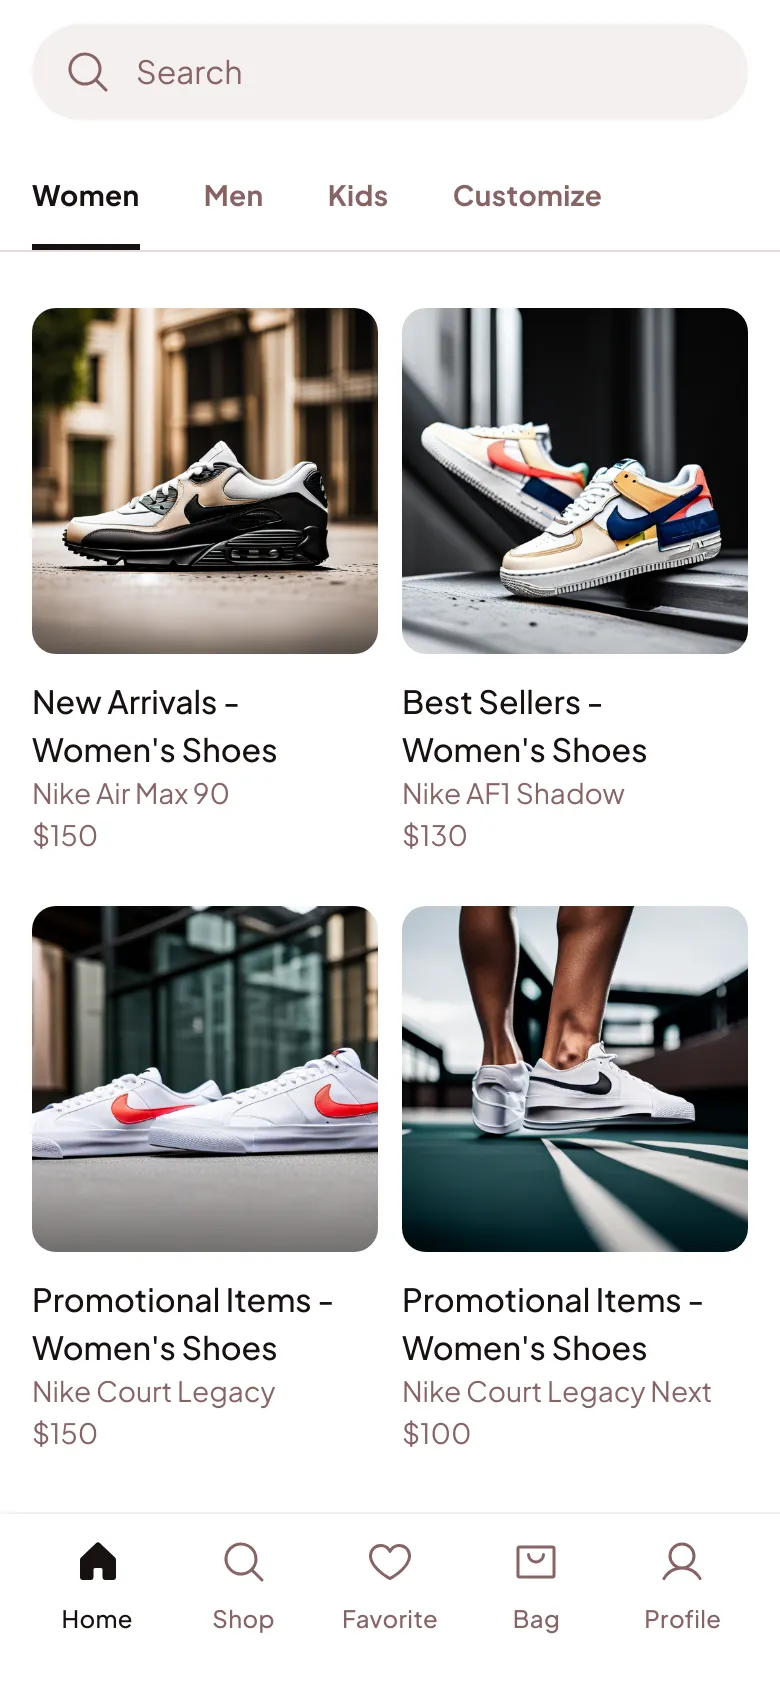 Search
Women Men Kids Customize
New Arrivals -
Women's Shoes
Nike Air Max 90
$150
Best Sellers -
Women's Shoes
Nike AF1 Shadow
$130
Promotional Items -
Women's Shoes
Nike Court Legacy
$150
Promotional Items -
Women's Shoes
Nike Court Legacy Next
$100
Home Shop Favorite Bag Profile